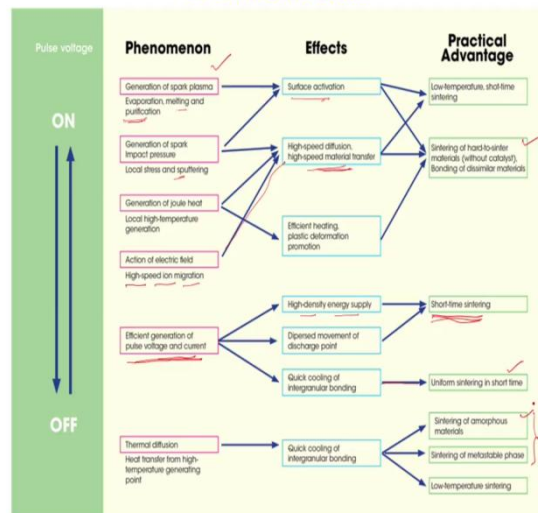 Pulse voltage
Phenomenon
Effects
Practical
Advantage
ON
OFF
Generation of spark plasma
Evaporation, melting and
purification
Generation of spark
Impact pressure
Local stress and sputtering
Generation of joule heat
Local high-temperature
generation
Action of electric field
High-speed ion migration
Surface activation
High-speed diffusion,
high-speed material transfer
Efficient heating,
plastic deformation
promotion
Low-temperature, shot-time
sintering
Sintering of hard-to-sinter
materials (without catalyst),
Bonding of dissimilar materials
Efficient generation of
pulse voltage and current
High-density energy supply
Dipersed movement of
discharge point
Quick cooling of
intergranular bonding
Short-time sintering
Uniform sintering in short time
Thermal diffusion
Heat transfer from high-
temperature generating
point
Quick cooling of
intergranular bonding
Sintering of amorphous
materials
Sintering of metastable phase
Low-temperature sintering